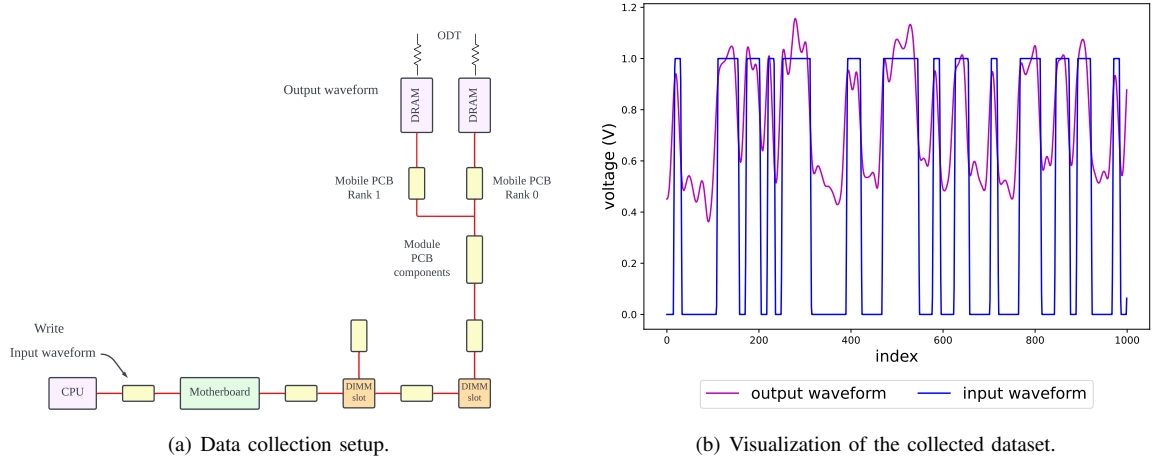 ODT
Output waveform
DRAM
DRAM
Mobile PCB
Rank 1
Mobile PCB
Rank 0
Module
PCB
components
Write
Input waveform
CPU
Motherboard
DIMM
slot
DIMM
slot
(a) Data collection setup.
voltage (V)
1.2
1.0
0.8
0.6
0.4
0.2
0.0
0
200
400
600
800
1000
index
output waveform
input waveform
(b) Visualization of the collected dataset.